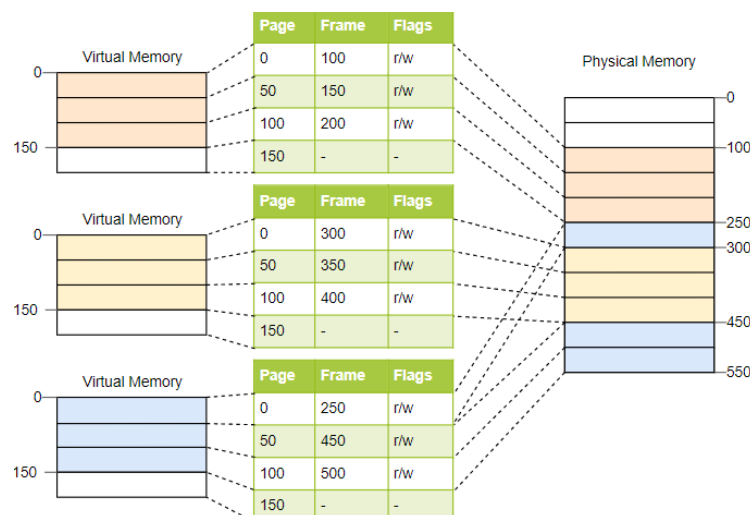 Virtual Memory
0
150
Page Frame Flags
0 100 r/w
50 150 r/w
100 200 r/w
150 - -
Virtual Memory
0
150
Page Frame Flags
0 300 r/w
50 350 r/w
100 400 r/w
150 - -
Virtual Memory
0
150
Page Frame Flags
0 250 r/w
50 450 r/w
100 500 r/w
150 - -
Physical Memory
0
100
250
300
450
550